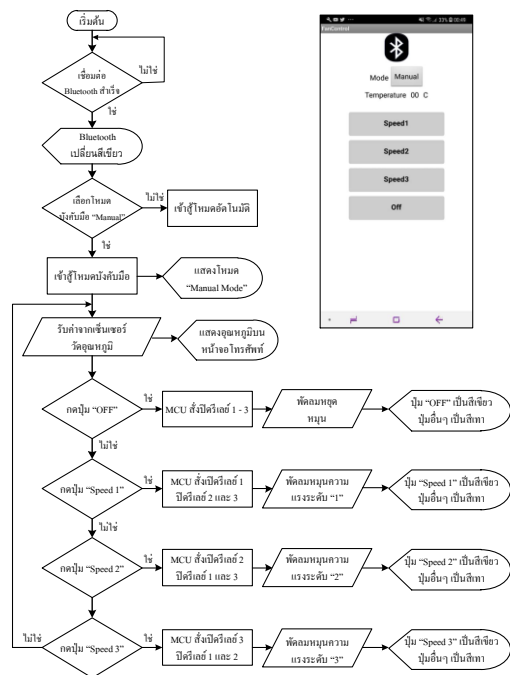 เริ่มต้น
เชื่อมต่อ
Bluetooth สำเร็จ
ไม่ใช่
ใช่
Bluetooth
เปลี่ยนสีเขียว
เลือกโหมด
บังคับมือ “Manual”
ไม่ใช่
เข้าสู้โหมดอัตโนมัติ
ใช่
เข้าสู้โหมดบังคับมือ
แสดงโหมด
“Manual Mode”
รับค่าจากเซ็นเซอร์
วัดอุณหภูมิ
แสดงอุณหภูมิบน
หน้าจอโทรศัพท์
กดปุ่ม “OFF”
ใช่
MCU สั่งปิดรีเลย์ 1 - 3
พัดลมหยุด
หมุน
ปุ่ม “OFF” เป็นสีเขียว
ปุ่มอื่นๆ เป็นสีเทา
ไม่ใช่
กดปุ่ม “Speed 1”
ใช่
MCU สั่งเปิดรีเลย์ 1
ปิดรีเลย์ 2 และ 3
พัดลมหมุนความ
แรงระดับ “1”
ปุ่ม “Speed 1” เป็นสีเขียว
ปุ่มอื่นๆ เป็นสีเทา
ไม่ใช่
กดปุ่ม “Speed 2”
ใช่
MCU สั่งเปิดรีเลย์ 2
ปิดรีเลย์ 1 และ 3
พัดลมหมุนความ
แรงระดับ “2”
ปุ่ม “Speed 2” เป็นสีเขียว
ปุ่มอื่นๆ เป็นสีเทา
ไม่ใช่
กดปุ่ม “Speed 3”
ใช่
MCU สั่งเปิดรีเลย์ 3
ปิดรีเลย์ 1 และ 2
พัดลมหมุนความ
แรงระดับ “3”
ปุ่ม “Speed 3” เป็นสีเขียว
ปุ่มอื่นๆ เป็นสีเทา
33% 00:49
FanControl
Mode Manual
Temperature 00 C
Speed1
Speed2
Speed3
Off